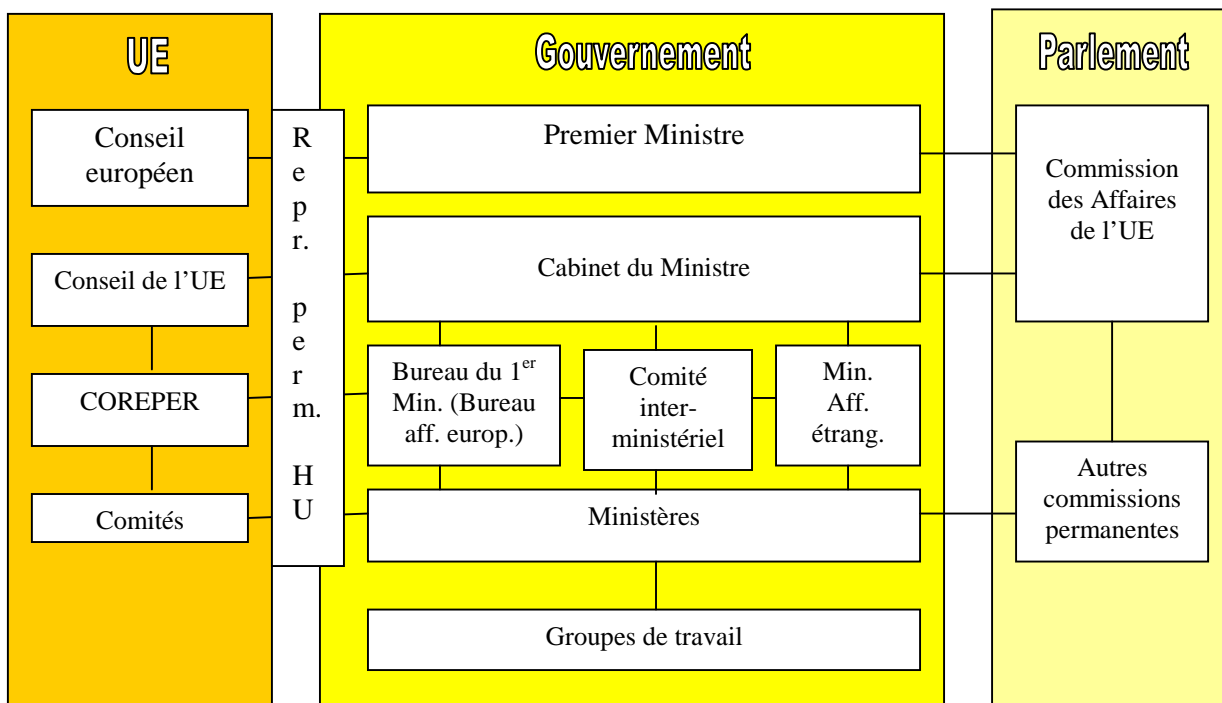 UE
Conseil
européen
Conseil de l’UE
COREPER
Comités
R
e
p
r.
p
e
r
m.
H
U
Gouvernement
Premier Ministre
Cabinet du Ministre
Bureau du 1er
Min. (Bureau
aff. europ.)
Comité
inter-
ministériel
Min.
Aff.
étrang.
Ministères
Groupes de travail
Parlement
Commission
des Affaires
de l’UE
Autres
commissions
permanentes